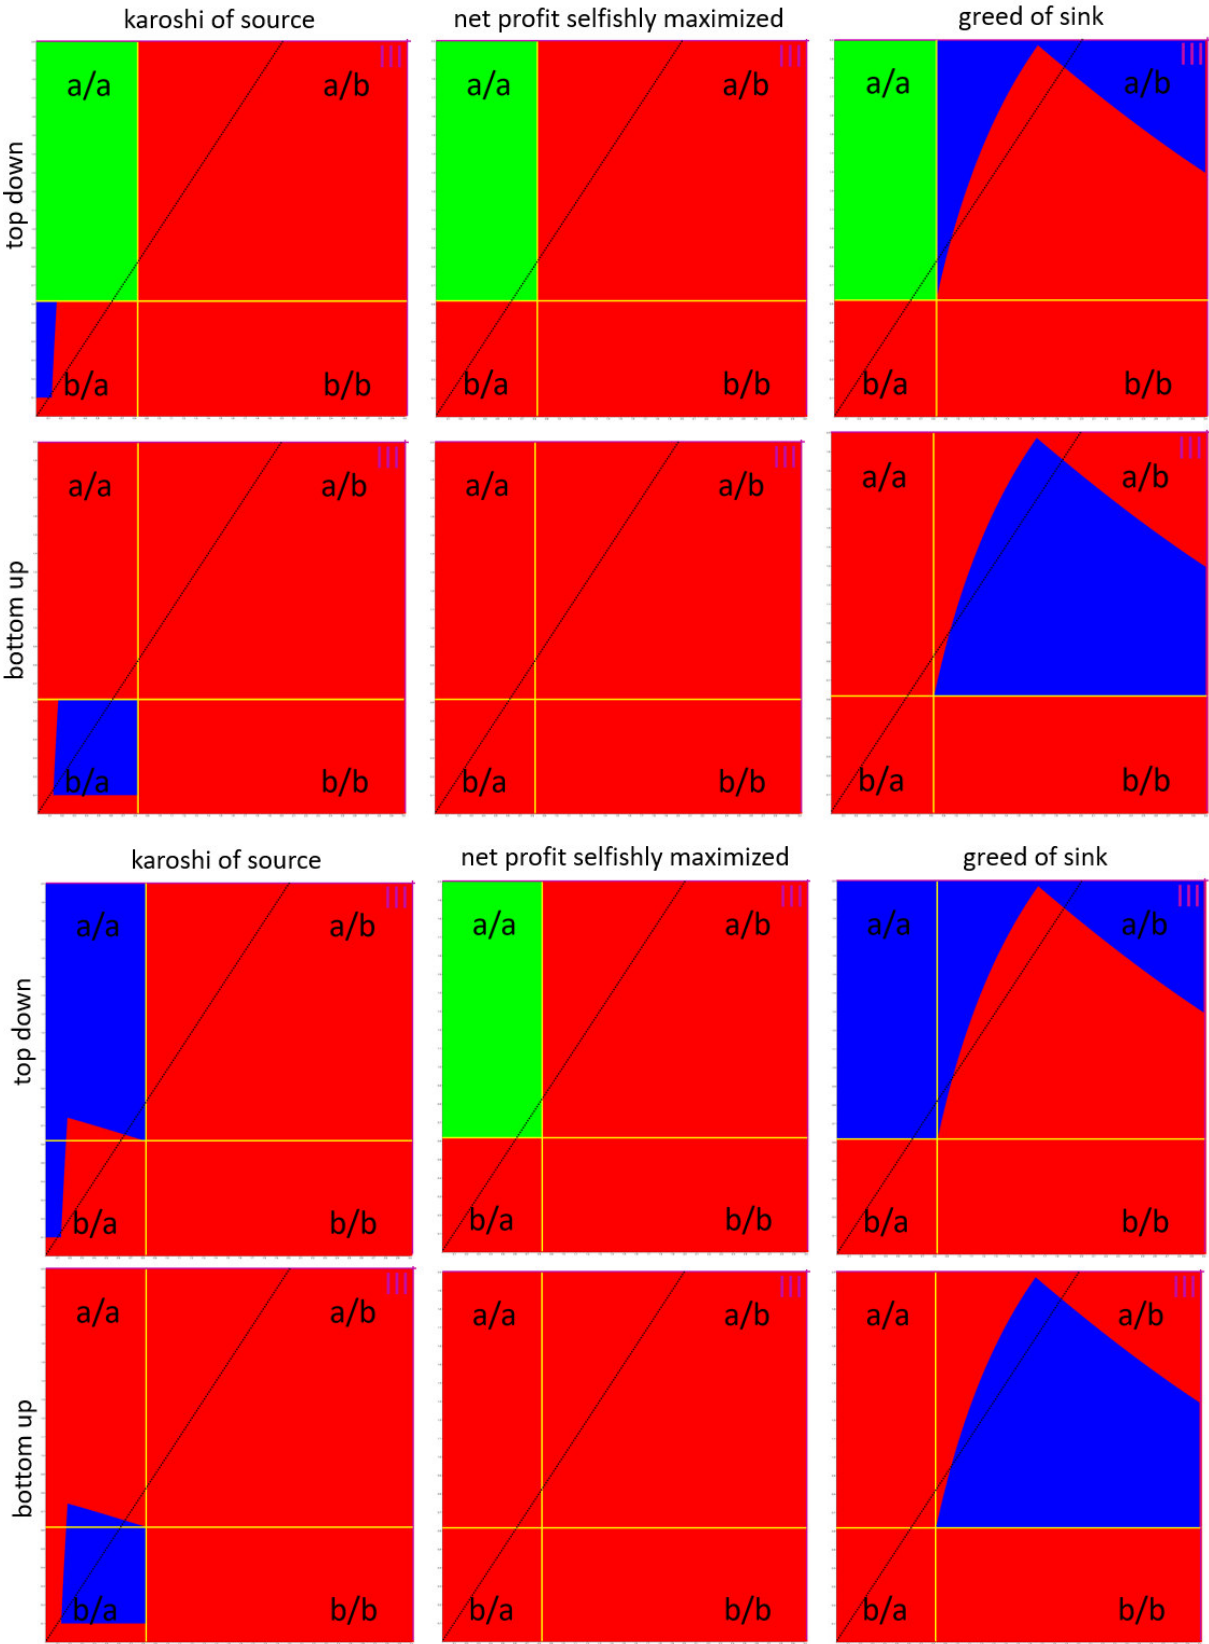 karoshi of source
net profit selfishly maximized
greed of sink
top down
a/a
a/b
a/a
a/b
a/a
a/b
b/a
b/b
b/a
b/b
b/a
b/b
bottom up
a/a
a/b
a/a
a/b
a/a
a/b
b/a
b/b
b/a
b/b
b/a
b/b
karoshi of source
net profit selfishly maximized
greed of sink
top down
a/a
a/b
a/a
a/b
a/a
a/b
b/a
b/b
b/a
b/b
b/a
b/b
bottom up
a/a
a/b
a/a
a/b
a/a
a/b
b/a
b/b
b/a
b/b
b/a
b/b